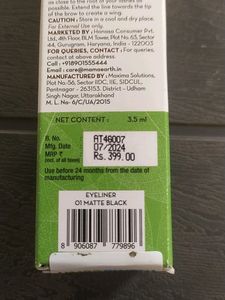 as close to the root of your lashes as
possible. Extend the line towards the tip
of the brow to create a wing.
CAUTION : Store in a cool and dry place.
For External Use Only.
MARKETED BY : Honasa Consumer Pvt.
Ltd, 4th Floor, BLM Tower, Plot No. 63, Sector
44, Gurugram, Haryana, India - 122003
FOR QUERIES, CONTACT : For queries,
contact at the above address
Call : +918901555444
Email : care@mamaearth.in
MANUFACTURED BY : Maxima Solutions,
Plot No. 56, Sector IIDC, IIE, SIDCUL,
Pantnagar - 263153. District - Udham
Singh Nagar, Uttarakhand
M. L. No- 6/C/UA/2015
NET CONTENT : 3.5 ml
B. No. AT46007
Mfg. Date 07/2024
MRP ₹ Rs. 399.00
(incl. of all taxes)
Use before 24 months from the date of
manufacture.
EYELINER
01 MATTE BLACK
8 906087 779896